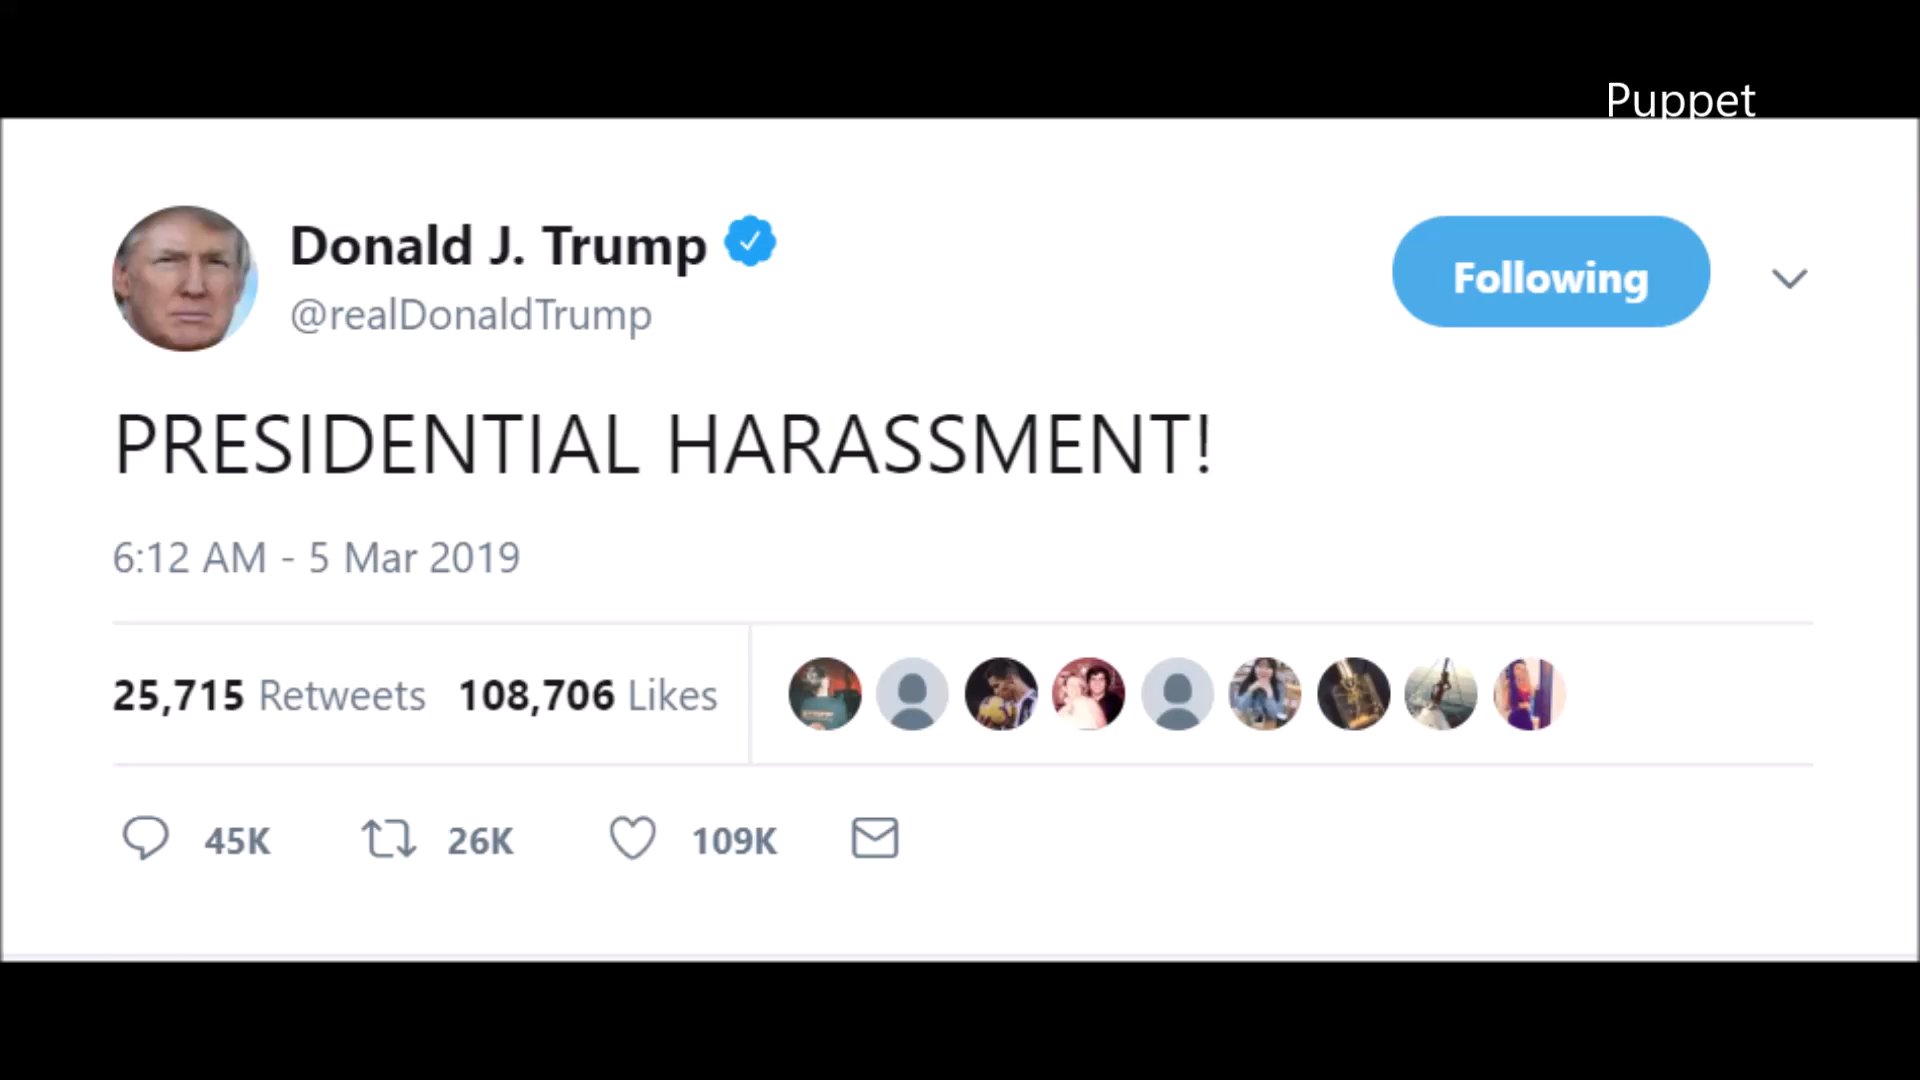 Puppet
Donald J. Trump
@realDonaldTrump
Following
PRESIDENTIAL HARASSMENT!
6:12 AM - 5 Mar 2019
25,715 Retweets 108,706 Likes
45K 26K 109K